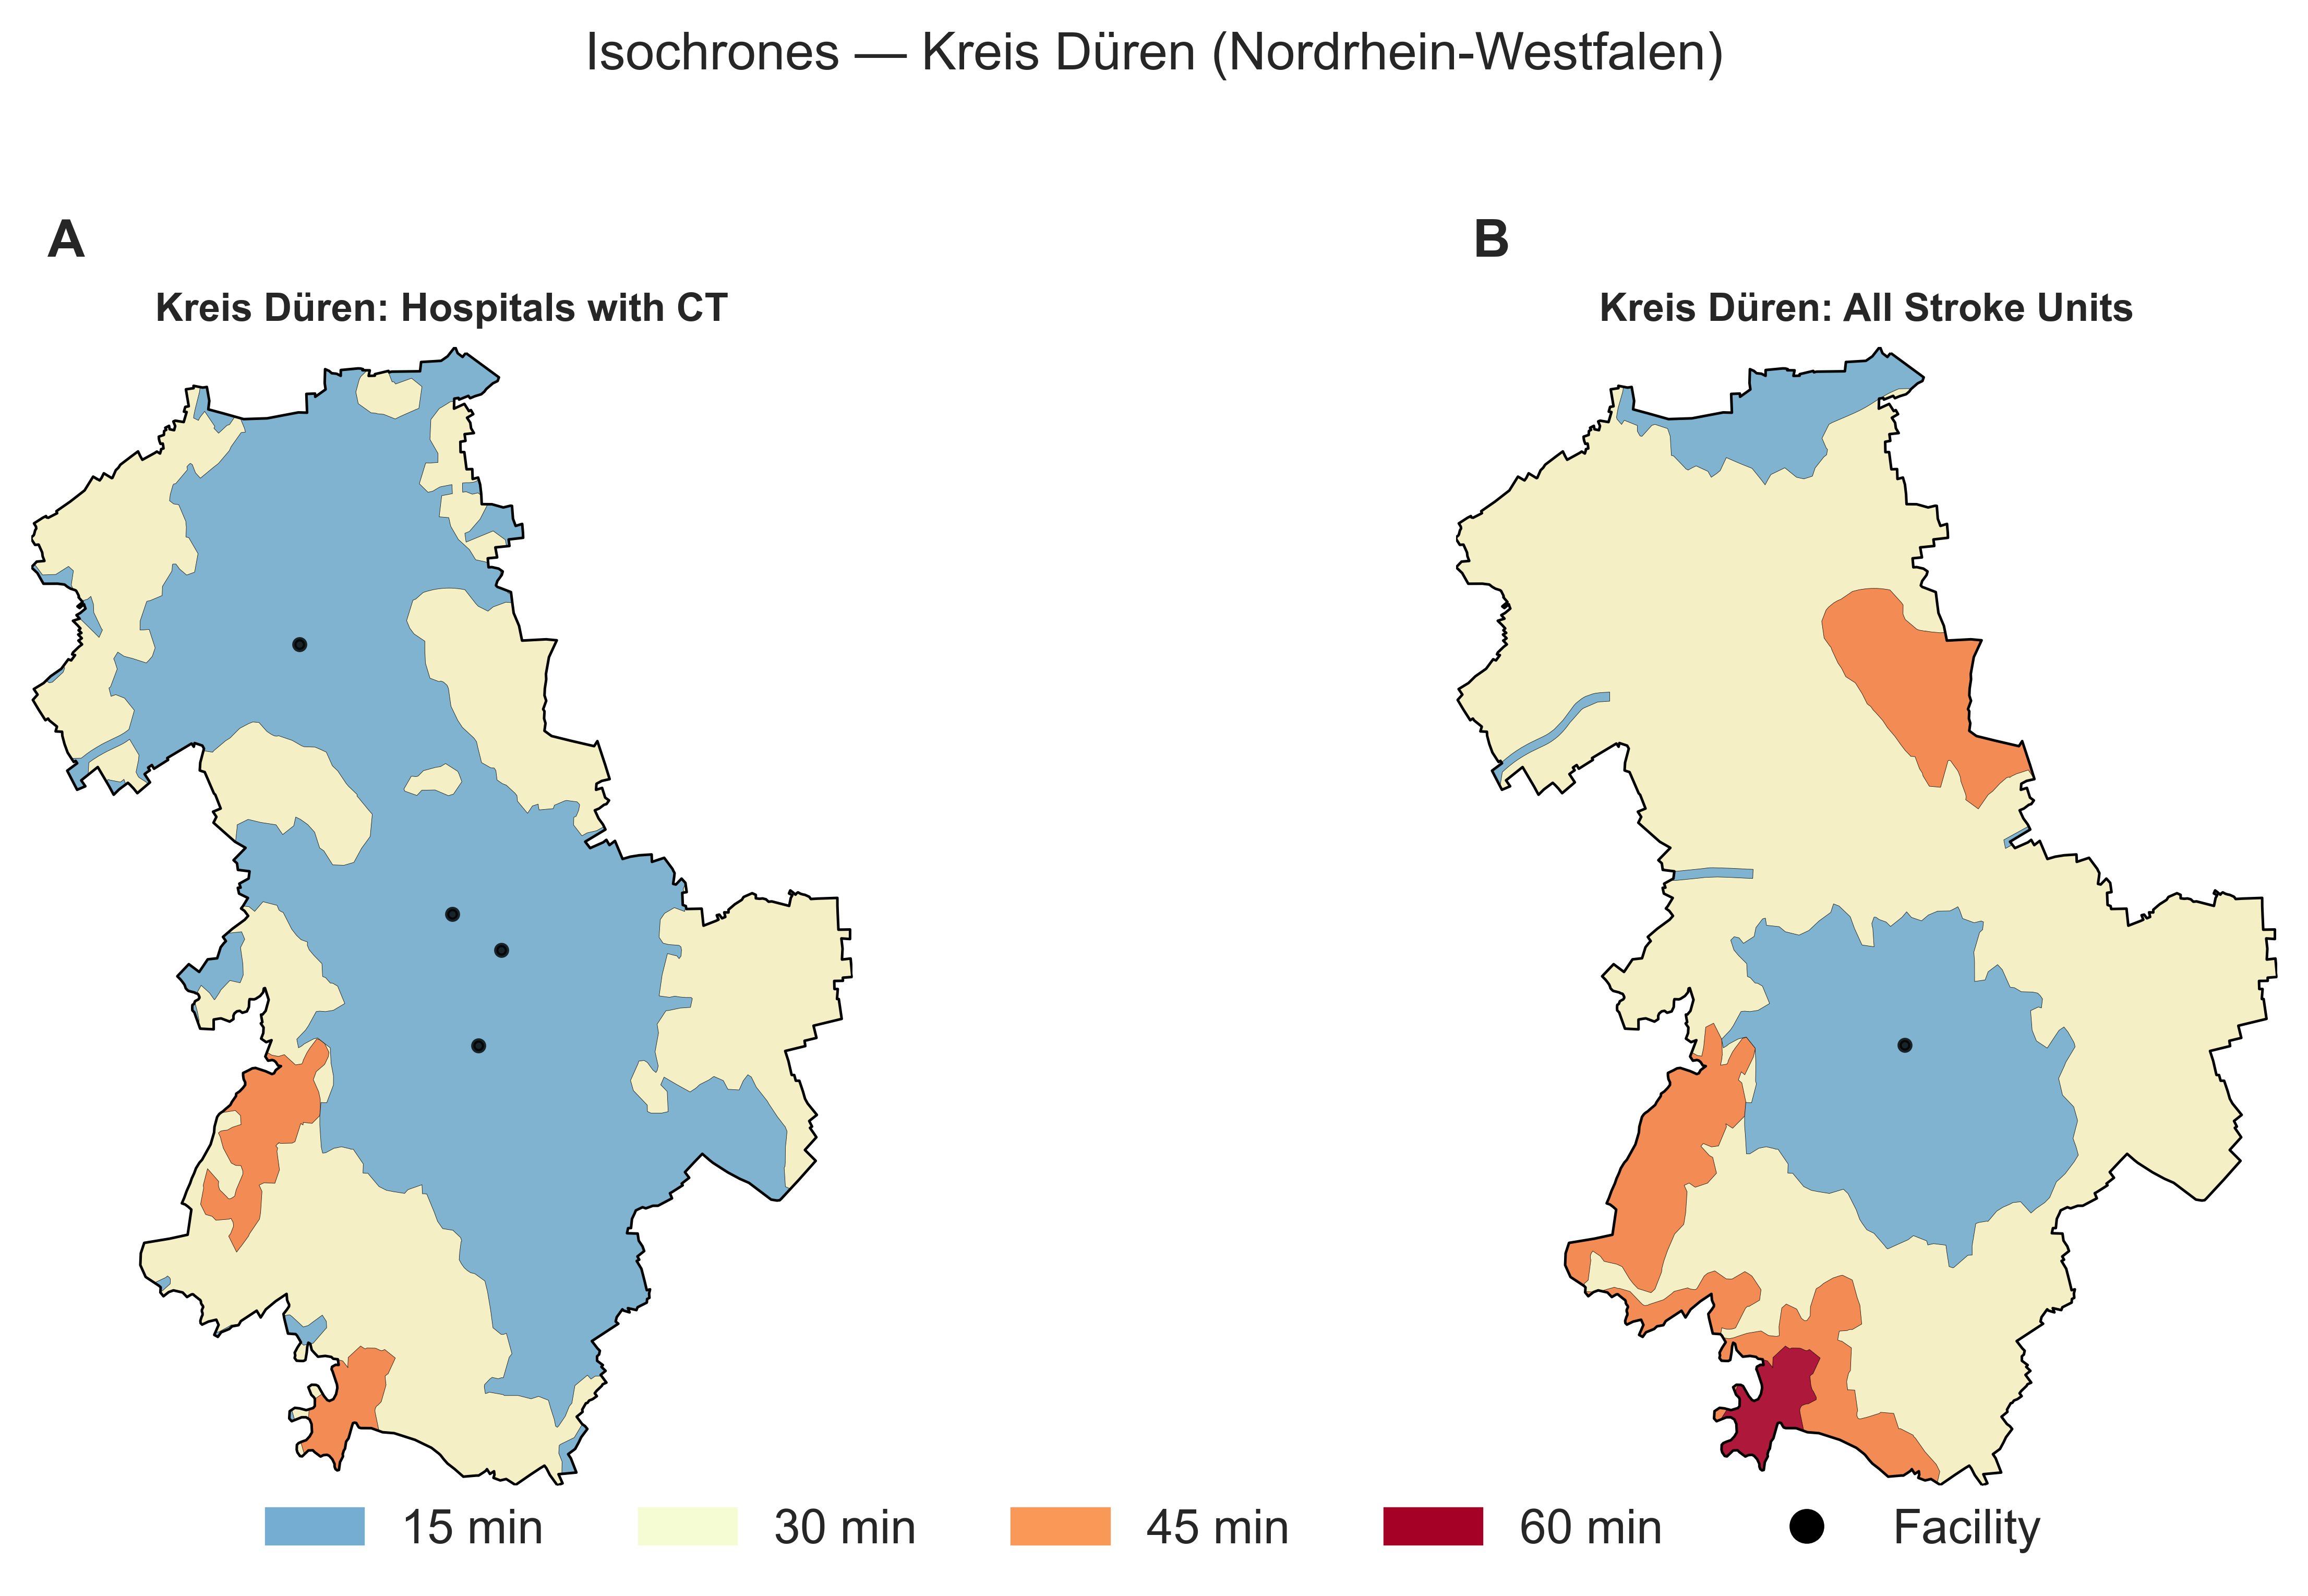 Isochrones — Kreis Düren (Nordrhein-Westfalen)
A
B
Kreis Düren: Hospitals with CT
Kreis Düren: All Stroke Units
15 min
30 min
45 min
60 min
Facility